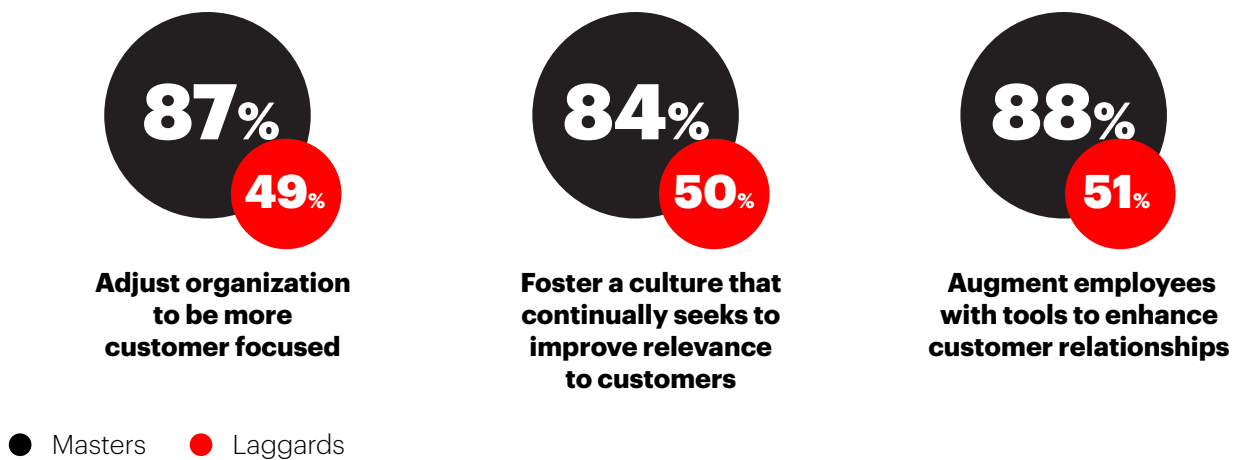 87%
49%
Adjust organization
to be more
customer focused
84%
50%
Foster a culture that
continually seeks to
improve relevance
to customers
88%
51%
Augment employees
with tools to enhance
customer relationships
Masters
Laggards